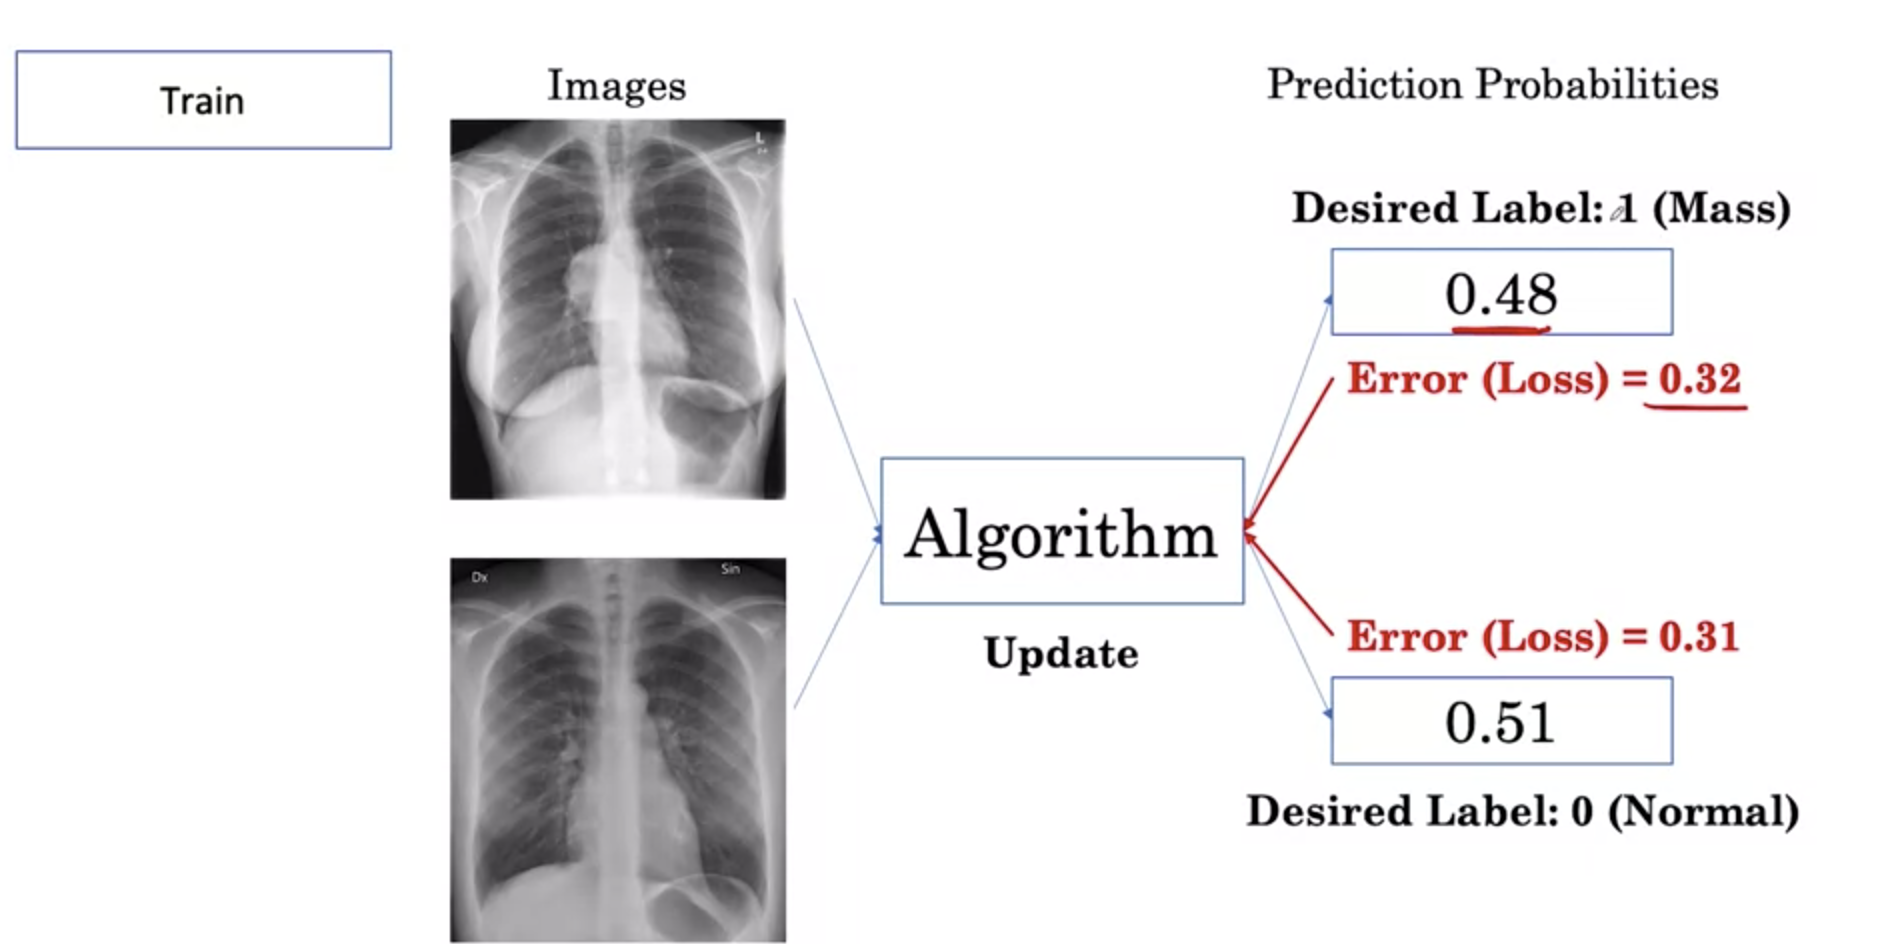 Train
Images
Prediction Probabilities
L
Desired Label: 1 (Mass)
0.48
Error (Loss) = 0.32
Algorithm
Update
Dx
Sin
Error (Loss) = 0.31
0.51
Desired Label: 0 (Normal)